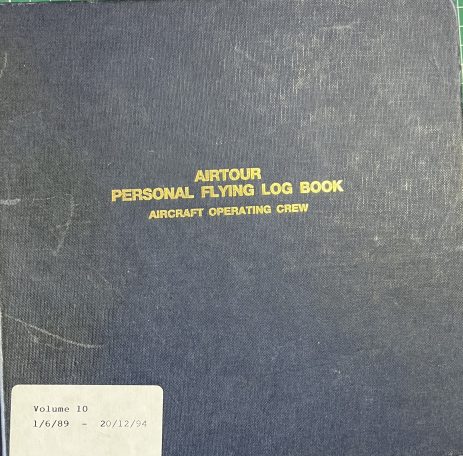 AIRTOUR
PERSONAL FLYING LOG BOOK
AIRCRAFT OPERATING CREW
Volume 10
1/6/89 - 20/12/94